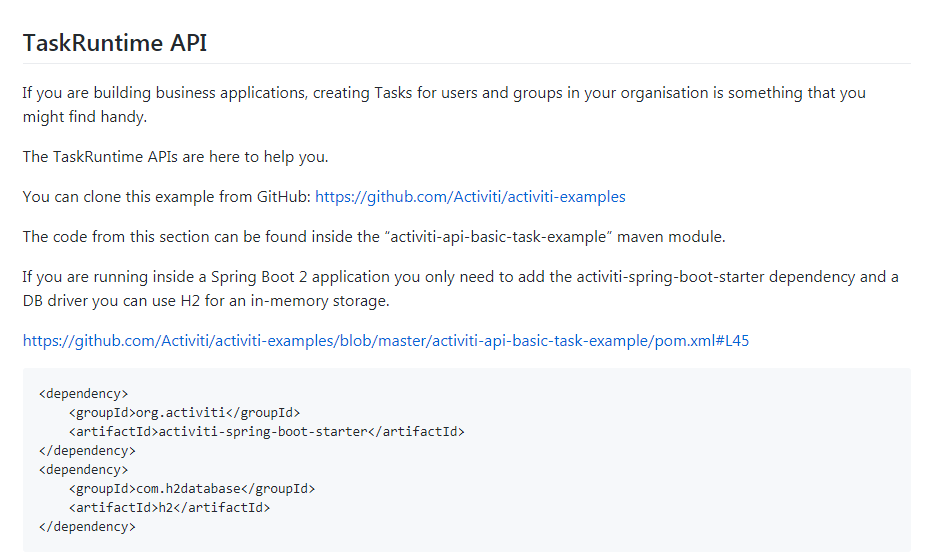 TaskRuntime API
If you are building business applications, creating Tasks for users and groups in your organisation is something that you
might find handy.
The TaskRuntime APIs are here to help you.
You can clone this example from GitHub: https://github.com/Activiti/activiti-examples
The code from this section can be found inside the “activiti-api-basic-task-example” maven module.
If you are running inside a Spring Boot 2 application you only need to add the activiti-spring-boot-starter dependency and a
DB driver you can use H2 for an in-memory storage.
https://github.com/Activiti/activiti-examples/blob/master/activiti-api-basic-task-example/pom.xml#L45
<dependency>
    <groupId>org.activiti</groupId>
    <artifactId>activiti-spring-boot-starter</artifactId>
</dependency>
<dependency>
    <groupId>com.h2database</groupId>
    <artifactId>h2</artifactId>
</dependency>